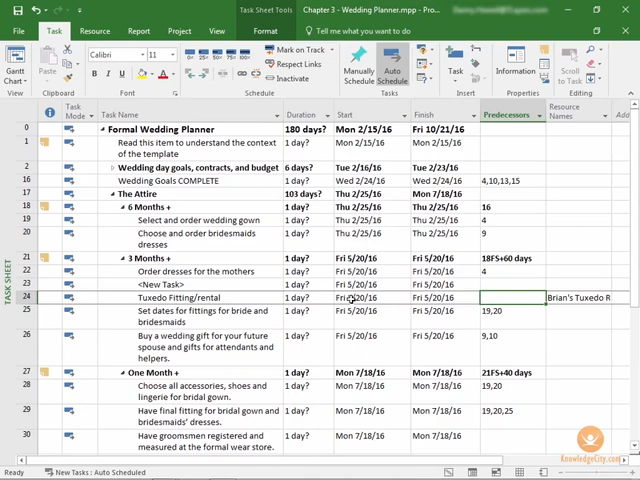 Task Sheet Tools
Chapter 3 - Wedding Planner.mpp - Pro...
File
Task
Resource
Report
Project
View
Format
Tell me what you want to do
Calibri
11
B I
Gantt Chart
Paste
Mark on Track
Respect Links
Inactivate
Manually Schedule
Auto Schedule
Task
Information
Scroll to Task
Views
Clipboard
Font
Schedule
Tasks
Insert
Properties
Editing
Task Mode
Task Name
Duration
Start
Finish
Predecessors
Resource Names
Add
0 Formal Wedding Planner 180 days? Mon 2/15/16 Fri 10/21/16
1 Read this item to understand the context of the template 1 day? Mon 2/15/16 Mon 2/15/16
2 Wedding day goals, contracts, and budget 6 days? Tue 2/16/16 Tue 2/23/16
16 Wedding Goals COMPLETE 1 day? Wed 2/24/16 Wed 2/24/16 4,10,13,15
17 The Attire 103 days? Thu 2/25/16 Mon 7/18/16
18 6 Months + 1 day? Thu 2/25/16 Thu 2/25/16 16
19 Select and order wedding gown 1 day? Thu 2/25/16 Thu 2/25/16 4
20 Choose and order bridesmaids dresses 1 day? Thu 2/25/16 Thu 2/25/16 9
21 3 Months + 1 day? Fri 5/20/16 Fri 5/20/16 18FS+60 days
22 Order dresses for the mothers 1 day? Fri 5/20/16 Fri 5/20/16 4
23 <New Task> 1 day? Fri 5/20/16 Fri 5/20/16
24 Tuxedo Fitting/rental 1 day? Fri 5/20/16 Fri 5/20/16 Brian's Tuxedo R
25 Set dates for fittings for bride and bridesmaids 1 day? Fri 5/20/16 Fri 5/20/16 19,20
26 Buy a wedding gift for your future spouse and gifts for attendants and helpers. 1 day? Fri 5/20/16 Fri 5/20/16 9,10
27 One Month + 1 day? Mon 7/18/16 Mon 7/18/16 21FS+40 days
28 Choose all accessories, shoes and lingerie for bridal gown. 1 day? Mon 7/18/16 Mon 7/18/16 19,20
29 Have final fitting for bridal gown and bridesmaids' dresses. 1 day? Mon 7/18/16 Mon 7/18/16 19,20,25
30 Have groomsmen registered and measured at the formal wear store. 1 day? Mon 7/18/16 Mon 7/18/16
TASK SHEET
KnowledgeCity.com
Ready
New Tasks : Auto Scheduled